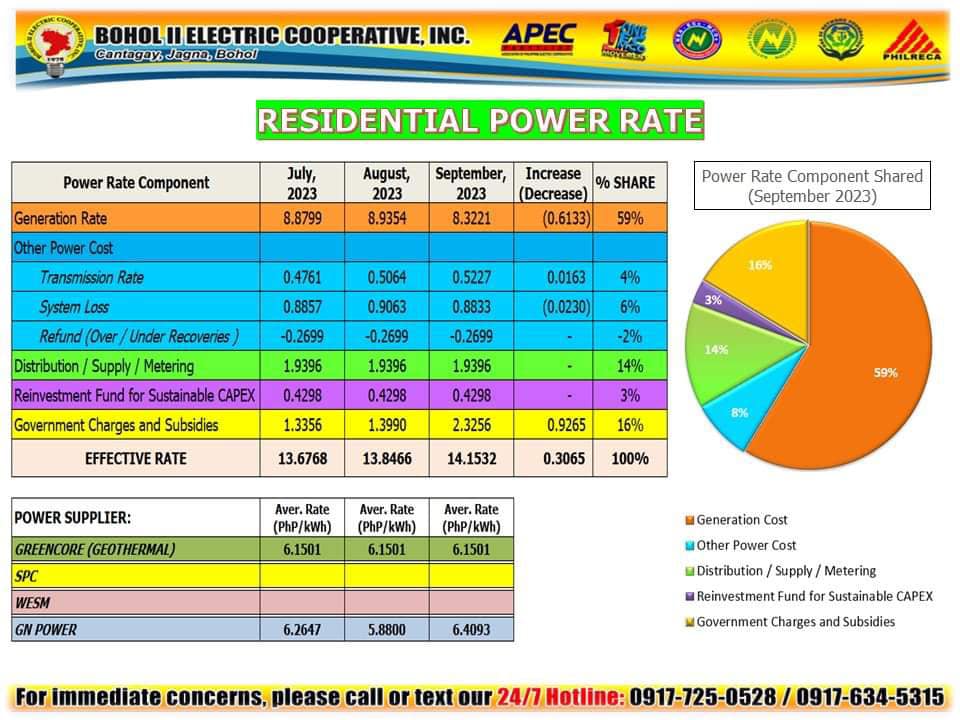 BOHOL II ELECTRIC COOPERATIVE, INC.
Cantagay, Jagna, Bohol
1978
APEC
PHILRECA
RESIDENTIAL POWER RATE
Power Rate Component July, 2023 August, 2023 September, 2023 Increase (Decrease) % SHARE
Generation Rate 8.8799 8.9354 8.3221 (0.6133) 59%
Other Power Cost
Transmission Rate 0.4761 0.5064 0.5227 0.0163 4%
System Loss 0.8857 0.9063 0.8833 (0.0230) 6%
Refund (Over / Under Recoveries ) -0.2699 -0.2699 -0.2699 - -2%
Distribution / Supply / Metering 1.9396 1.9396 1.9396 - 14%
Reinvestment Fund for Sustainable CAPEX 0.4298 0.4298 0.4298 - 3%
Government Charges and Subsidies 1.3356 1.3990 2.3256 0.9265 16%
EFFECTIVE RATE 13.6768 13.8466 14.1532 0.3065 100%
Power Rate Component Shared
(September 2023)
16%
3%
14%
8%
59%
Generation Cost
Other Power Cost
Distribution / Supply / Metering
Reinvestment Fund for Sustainable CAPEX
Government Charges and Subsidies
POWER SUPPLIER: Aver. Rate (PhP/kWh) Aver. Rate (PhP/kWh) Aver. Rate (PhP/kWh)
GREENCORE (GEOTHERMAL) 6.1501 6.1501 6.1501
SPC
WESM
GN POWER 6.2647 5.8800 6.4093
For immediate concerns, please call or text our 24/7 Hotline: 0917-725-0528 / 0917-634-5315